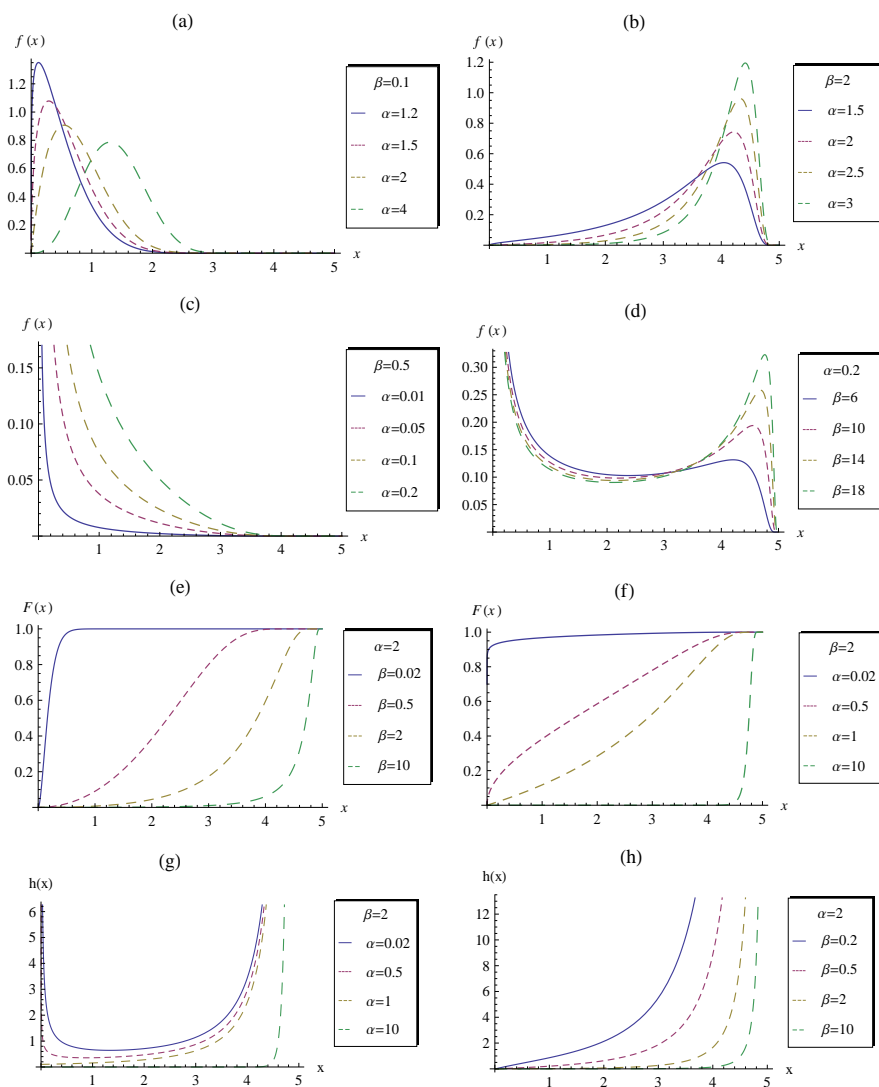 (a)
f (x)
1.2
1.0
0.8
0.6
0.4
0.2
1 2 3 4 5
x
β=0.1
α=1.2
α=1.5
α=2
α=4
(b)
f (x)
1.2
1.0
0.8
0.6
0.4
0.2
1 2 3 4 5
x
β=2
α=1.5
α=2
α=2.5
α=3
(c)
f (x)
0.15
0.10
0.05
1 2 3 4 5
x
β=0.5
α=0.01
α=0.05
α=0.1
α=0.2
(d)
f (x)
0.30
0.25
0.20
0.15
0.10
0.05
1 2 3 4 5
x
α=0.2
β=6
β=10
β=14
β=18
(e)
F (x)
1.0
0.8
0.6
0.4
0.2
1 2 3 4 5
x
α=2
β=0.02
β=0.5
β=2
β=10
(f)
F (x)
1.0
0.8
0.6
0.4
0.2
1 2 3 4 5
x
β=2
α=0.02
α=0.5
α=1
α=10
(g)
h(x)
6
5
4
3
2
1
0
0 1 2 3 4 5
x
β=2
α=0.02
α=0.5
α=1
α=10
(h)
h(x)
12
10
8
6
4
2
0
0 1 2 3 4 5
x
α=2
β=0.2
β=0.5
β=2
β=10